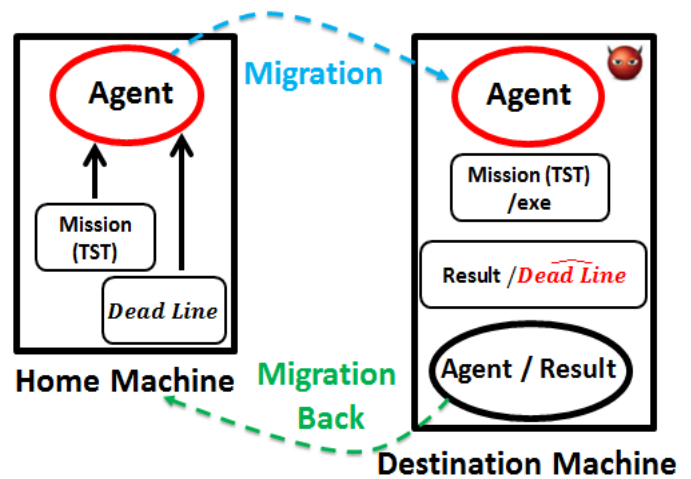 Agent
Migration
Agent
Mission
(TST)
Dead Line
Mission (TST)
/exe
Result /Dead Line
Agent / Result
Home Machine
Migration
Back
Destination Machine